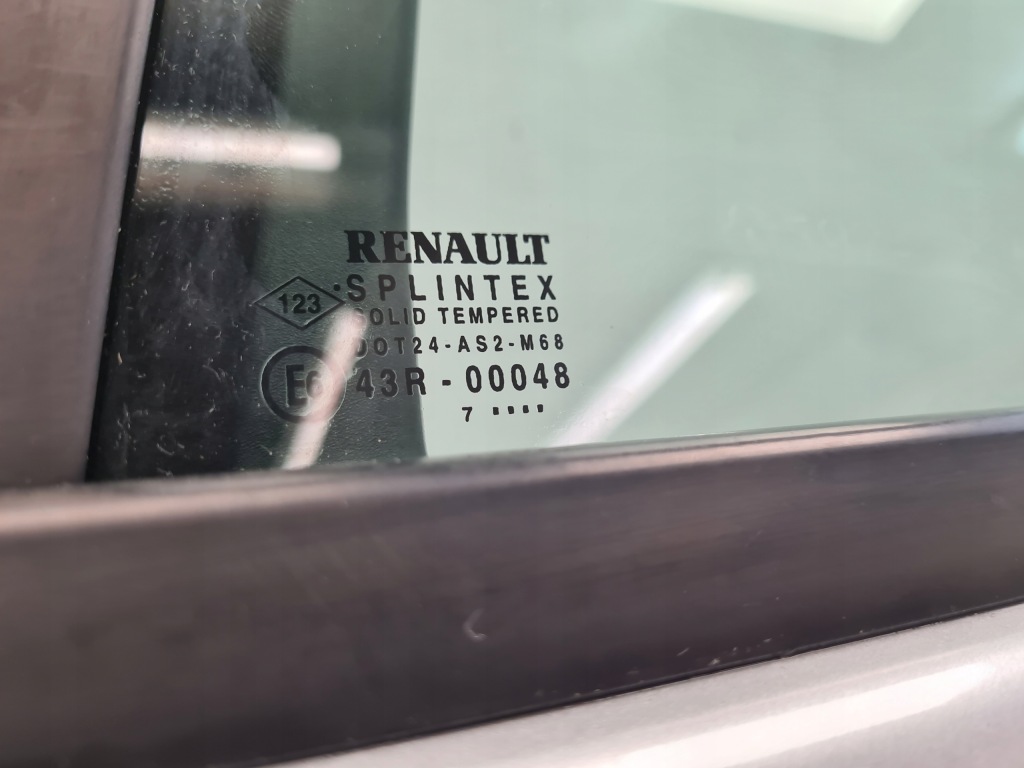 RENAULT
123
·SPLINTEX
SOLID TEMPERED
DOT24-AS2-M68
E6 43R-00048
7 ....